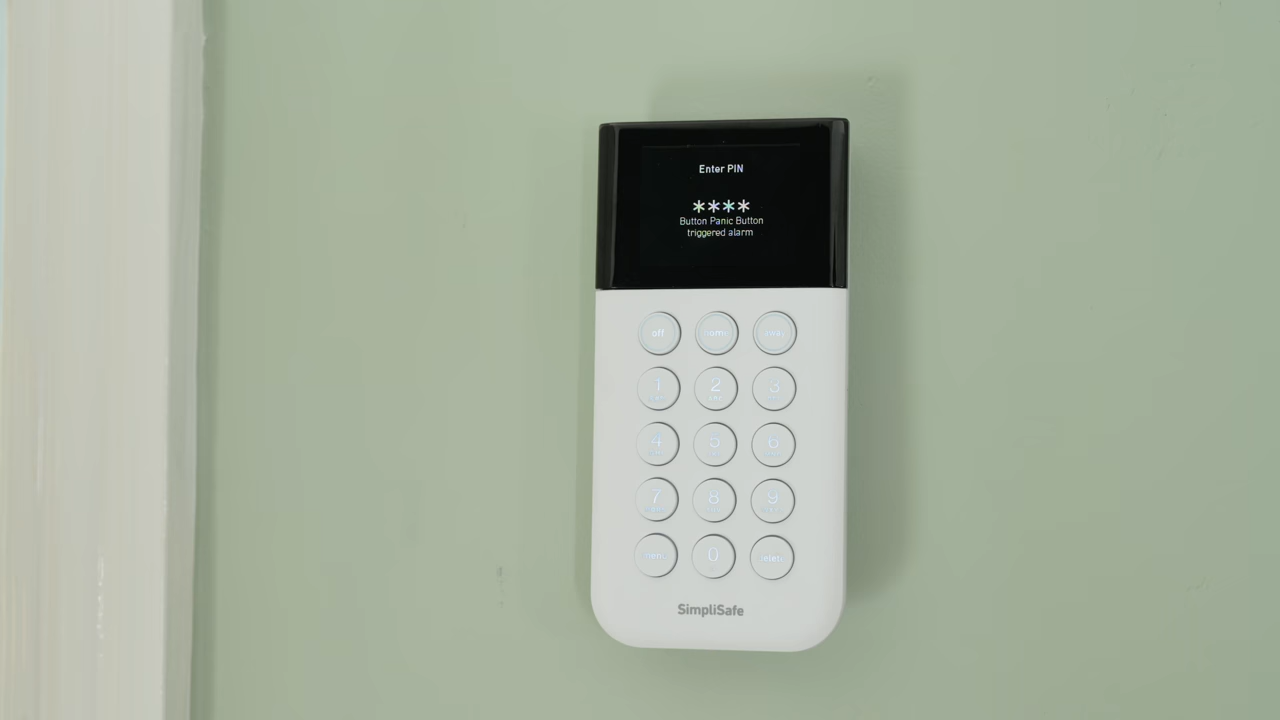 Enter PIN
****
Button Panic Button
triggered alarm
off home away
1 2 3
4 5 6
7 8 9
menu 0 delete
SimpliSafe